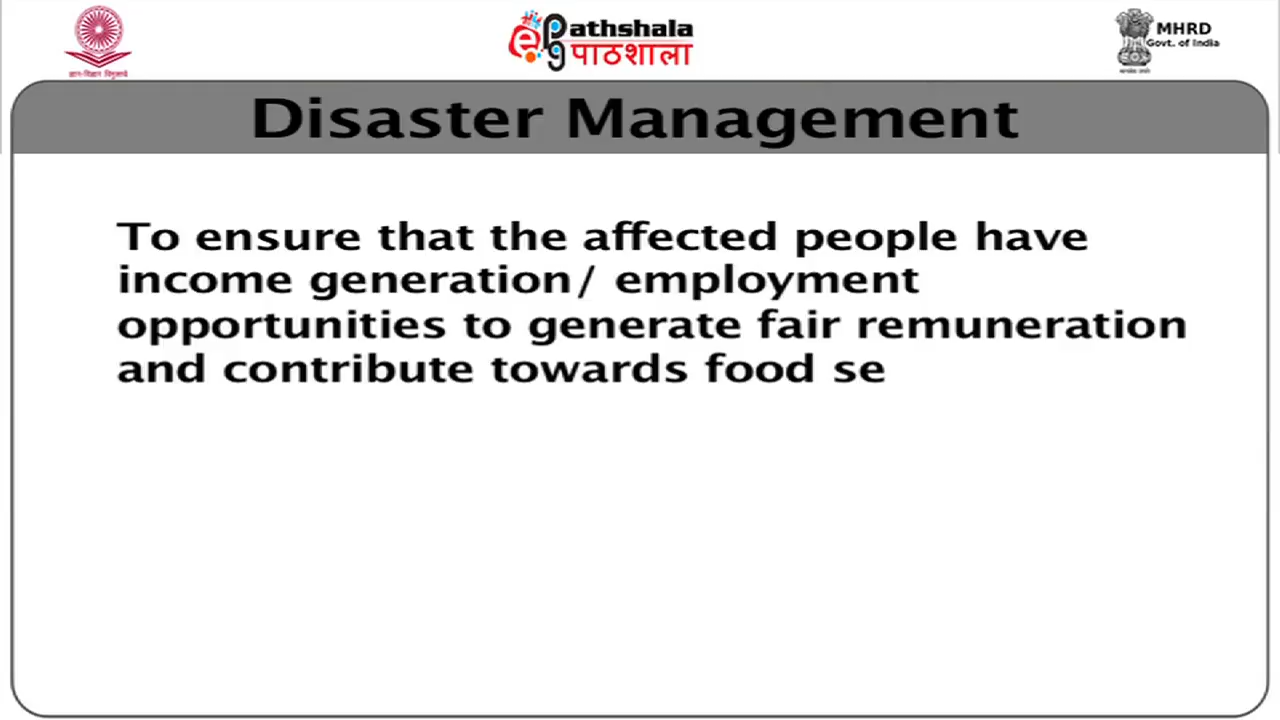 Pathshala
पाठशाला
MHRD
Govt. of India
Disaster Management
To ensure that the affected people have
income generation/ employment
opportunities to generate fair remuneration
and contribute towards food se